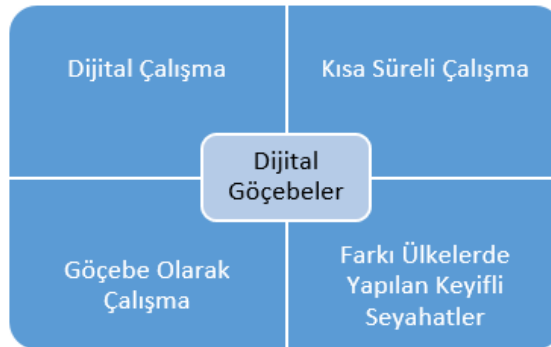 Dijital Çalışma
Kısa Süreli Çalışma
Dijital
Göçebeler
Göçebe Olarak
Çalışma
Farkı Ülkelerde
Yapılan Keyifli
Seyahatler